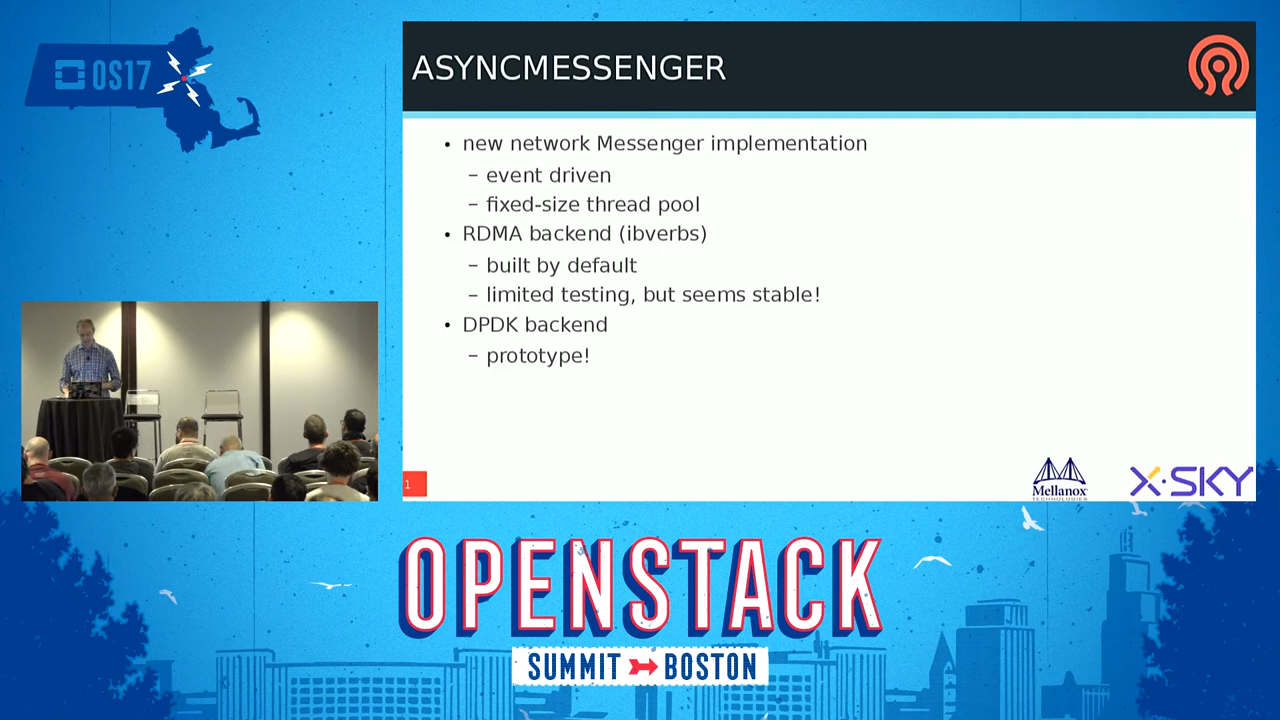 OS17
ASYNCMESSENGER
• new network Messenger implementation
– event driven
– fixed-size thread pool
• RDMA backend (ibverbs)
– built by default
– limited testing, but seems stable!
• DPDK backend
– prototype!
1
Mellanox
TECHNOLOGIES
X·SKY
OPENSTACK
SUMMIT BOSTON